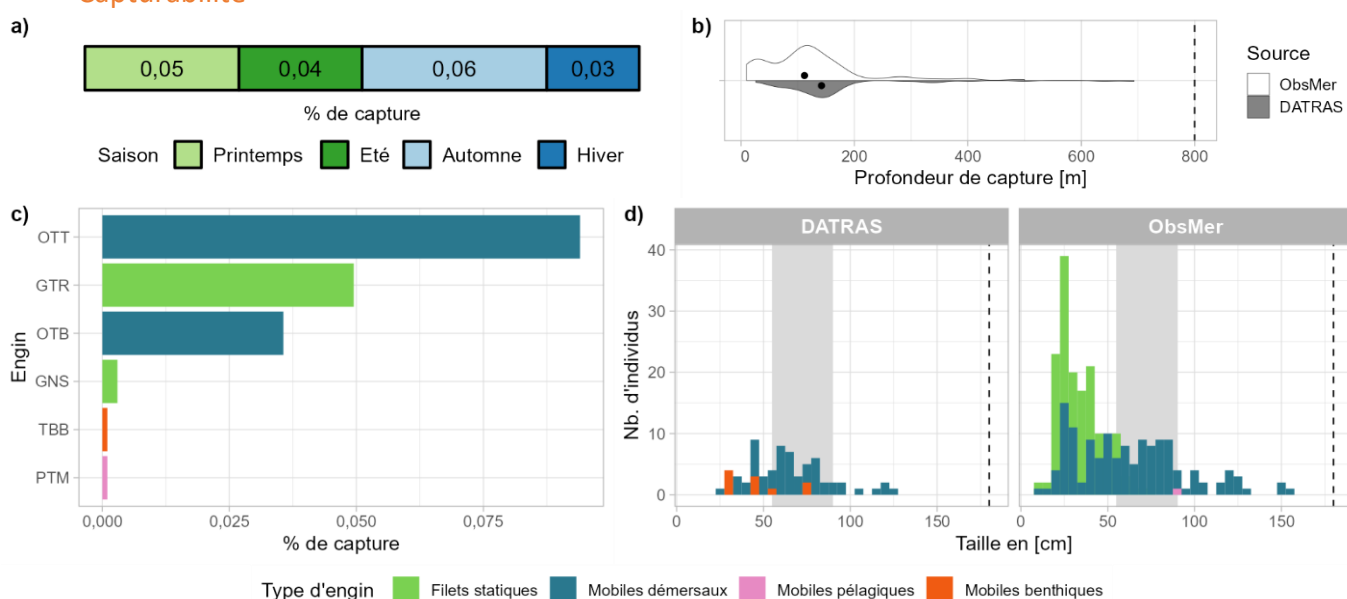 Capturabilité
a)
0,05 0,04 0,06 0,03
% de capture
Saison Printemps Eté Automne Hiver
b)
0 200 400 600 800
Profondeur de capture [m]
Source
ObsMer
DATRAS
c)
Engin
OTT
GTR
OTB
GNS
TBB
PTM
0,000 0,025 0,050 0,075
% de capture
d)
DATRAS ObsMer
Nb. d'individus
40
30
20
10
0
0 50 100 150 0 50 100 150
Taille en [cm]
Type d'engin Filets statiques Mobiles démersaux Mobiles pélagiques Mobiles benthiques